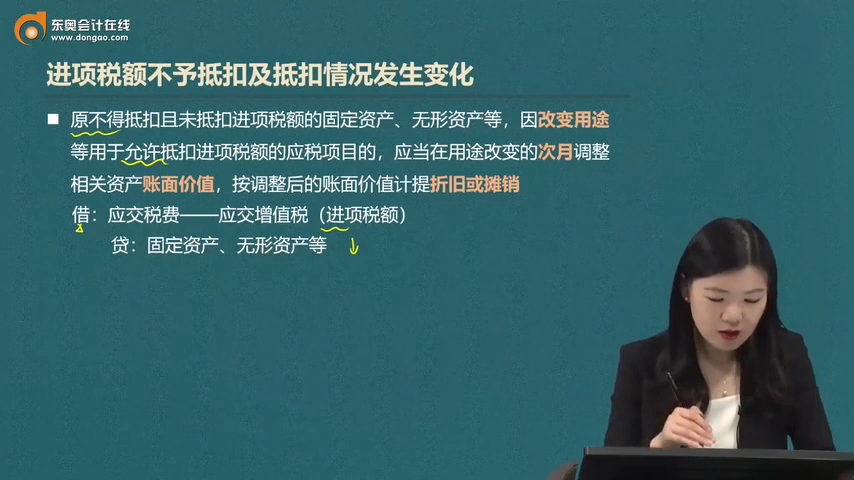 东奥会计在线
www.dongao.com
进项税额不予抵扣及抵扣情况发生变化
原不得抵扣且未抵扣进项税额的固定资产、无形资产等，因改变用途
等用于允许抵扣进项税额的应税项目的，应当在用途改变的次月调整
相关资产账面价值，按调整后的账面价值计提折旧或摊销
借：应交税费——应交增值税（进项税额）
贷：固定资产、无形资产等